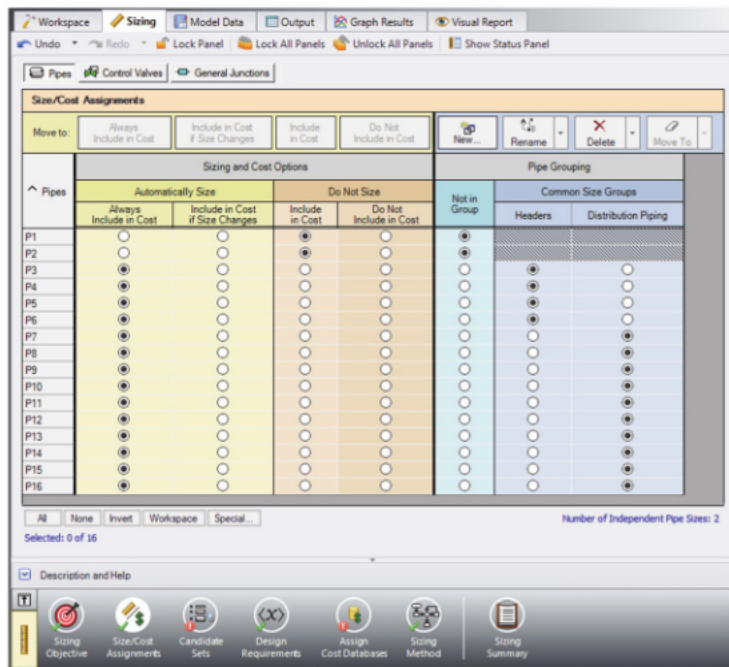 Workspace Sizing Model Data Output Graph Results Visual Report
Undo Redo Lock Panel Lock All Panels Unlock All Panels Show Status Panel
Pipes Control Valves General Junctions
Size/Cost Assignments
Move to: Always Include in Cost Include in Cost if Size Changes Include in Cost Do Not Include in Cost New... Rename Delete Move To
Sizing and Cost Options Pipe Grouping
Pipes Automatically Size Do Not Size Not in Group Common Size Groups
Always Include in Cost Include in Cost if Size Changes Include in Cost Do Not Include in Cost Headers Distribution Piping
P1
P2
P3
P4
P5
P6
P7
P8
P9
P10
P11
P12
P13
P14
P15
P16
All None Invert Workspace Special... Number of Independent Pipe Sizes: 2
Selected: 0 of 16
Description and Help
Sizing Objective Size/Cost Assignments Candidate Sets Design Requirements Assign Cost Databases Sizing Method Sizing Summary